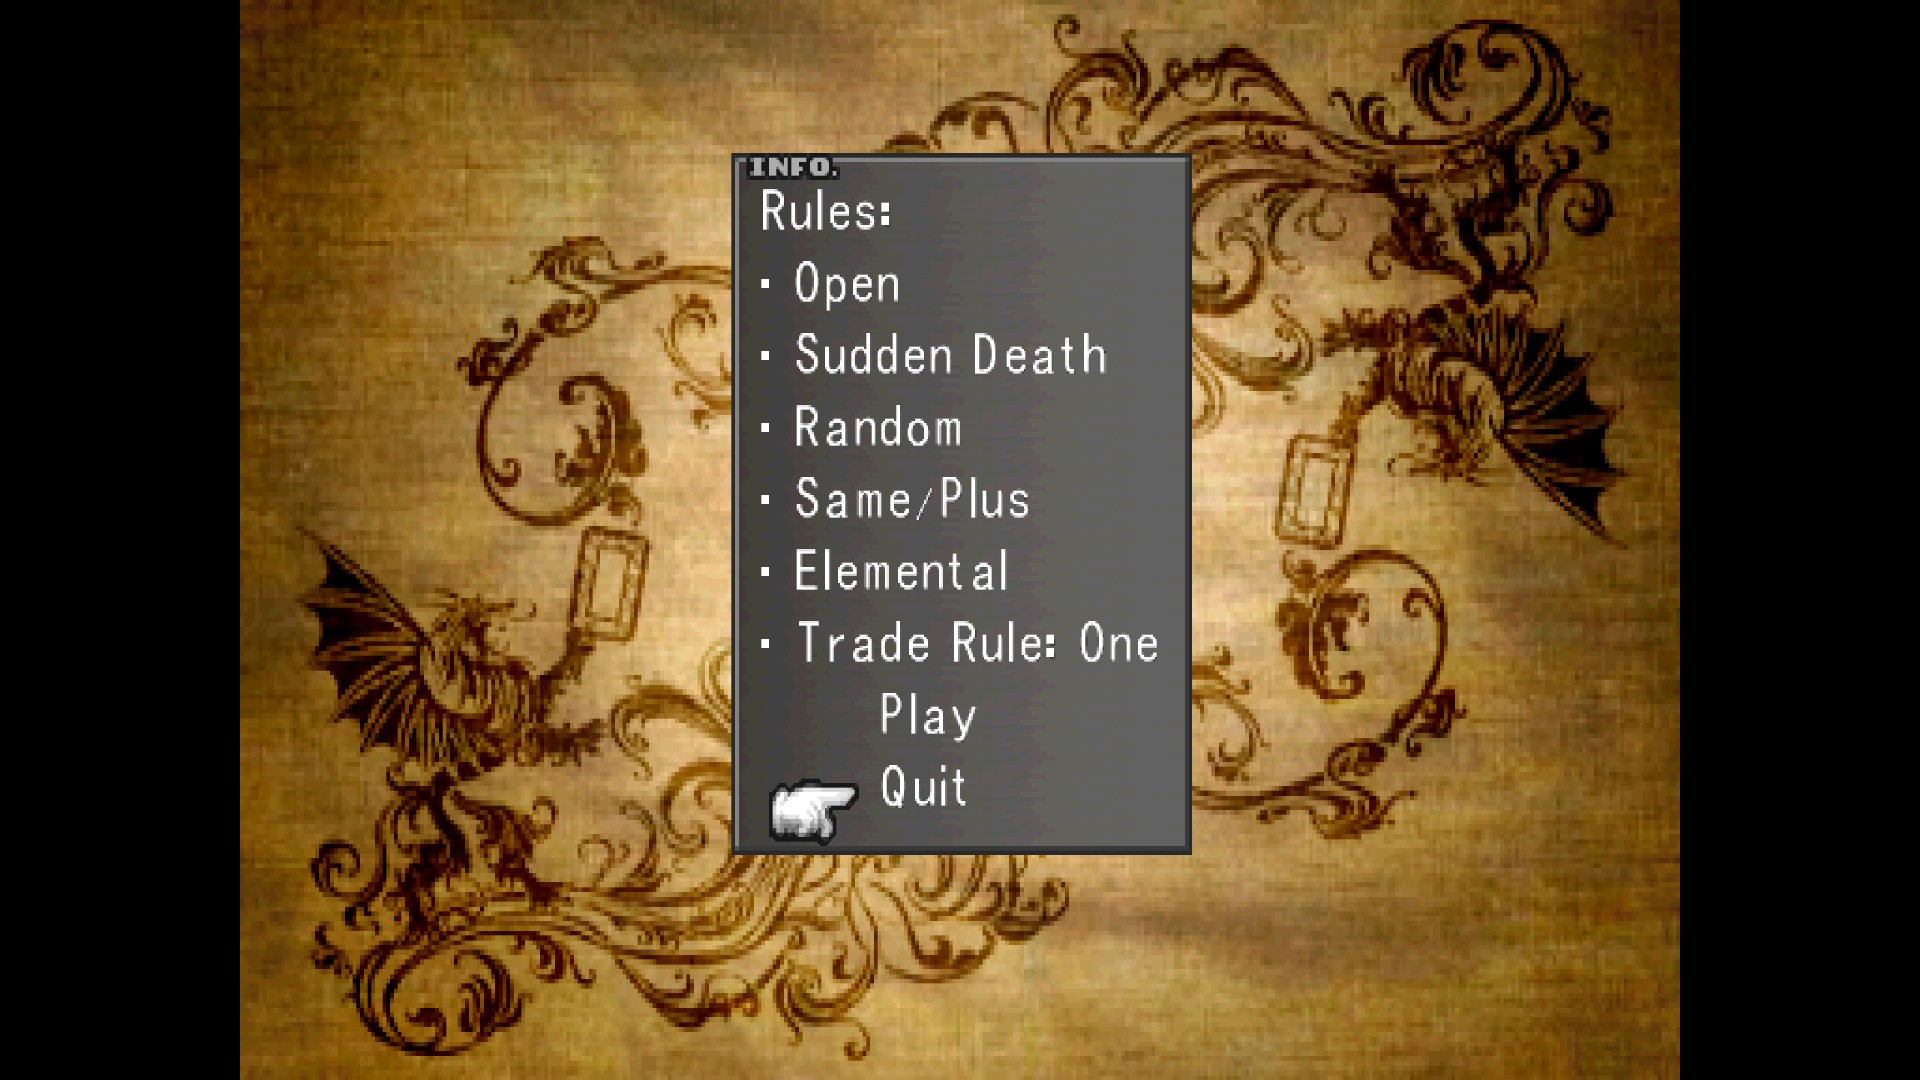 INFO.
Rules:
· Open
· Sudden Death
· Random
· Same/Plus
· Elemental
· Trade Rule: One
Play
Quit